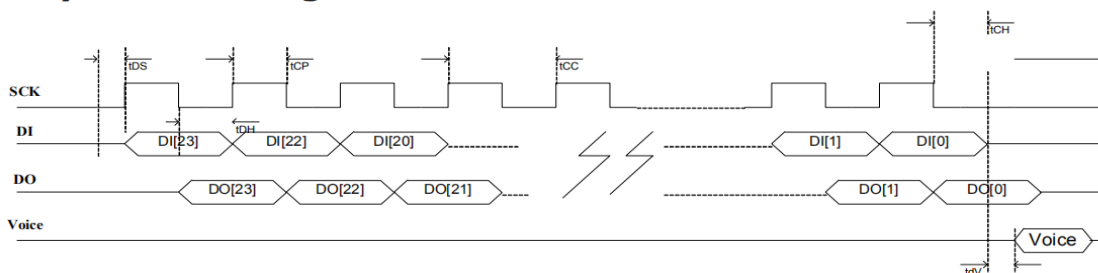 tCH
tDS
tCP
tCC
SCK
tDH
DI
DI[23]
DI[22]
DI[20]
DI[1]
DI[0]
DO
DO[23]
DO[22]
DO[21]
DO[1]
DO[0]
Voice
Voice
tdV